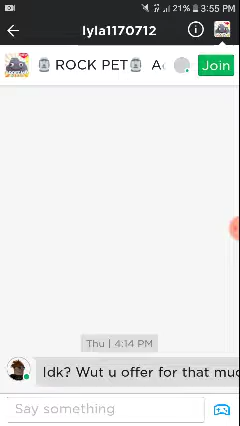 21% 3:55 PM
lyla1170712
ROCK PET
Join
Thu | 4:14 PM
Idk? Wut u offer for that
Say something